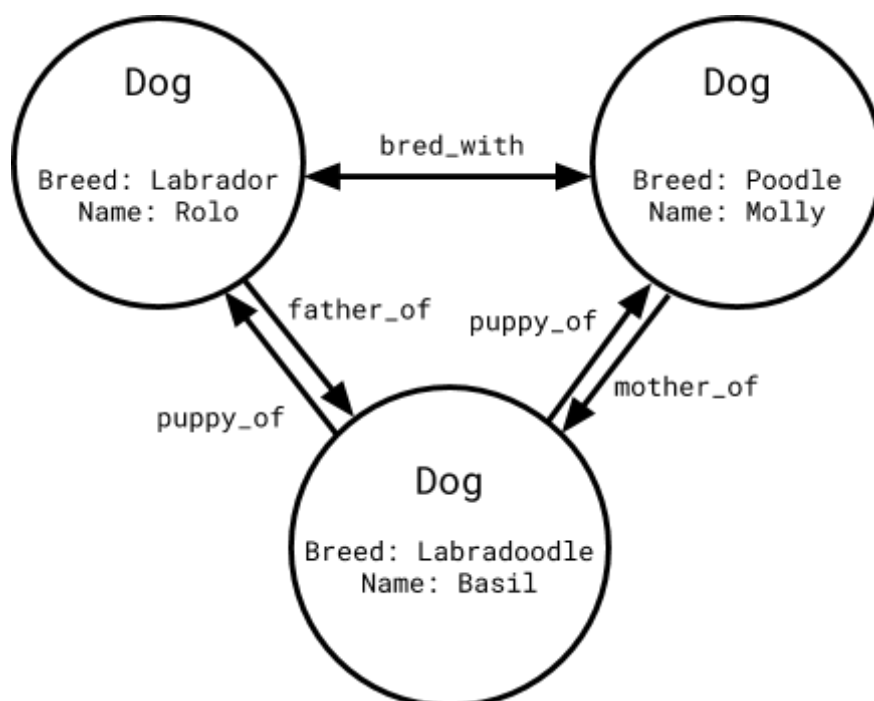 Dog
Breed: Labrador
Name: Rolo
bred_with
Dog
Breed: Poodle
Name: Molly
father_of
puppy_of
puppy_of
mother_of
Dog
Breed: Labradoodle
Name: Basil